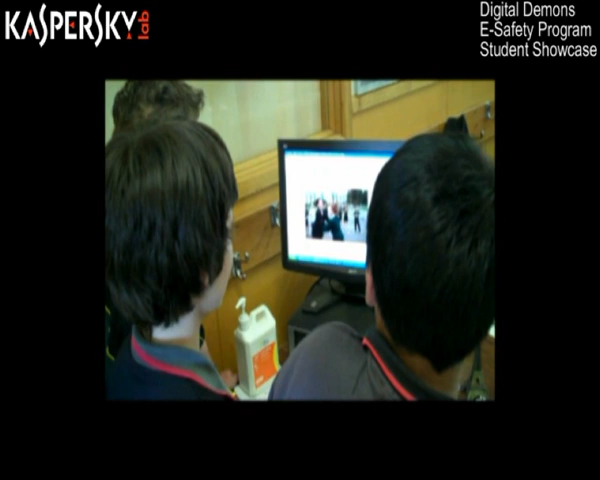 KASPERSKY lab
Digital Demons
E-Safety Program
Student Showcase